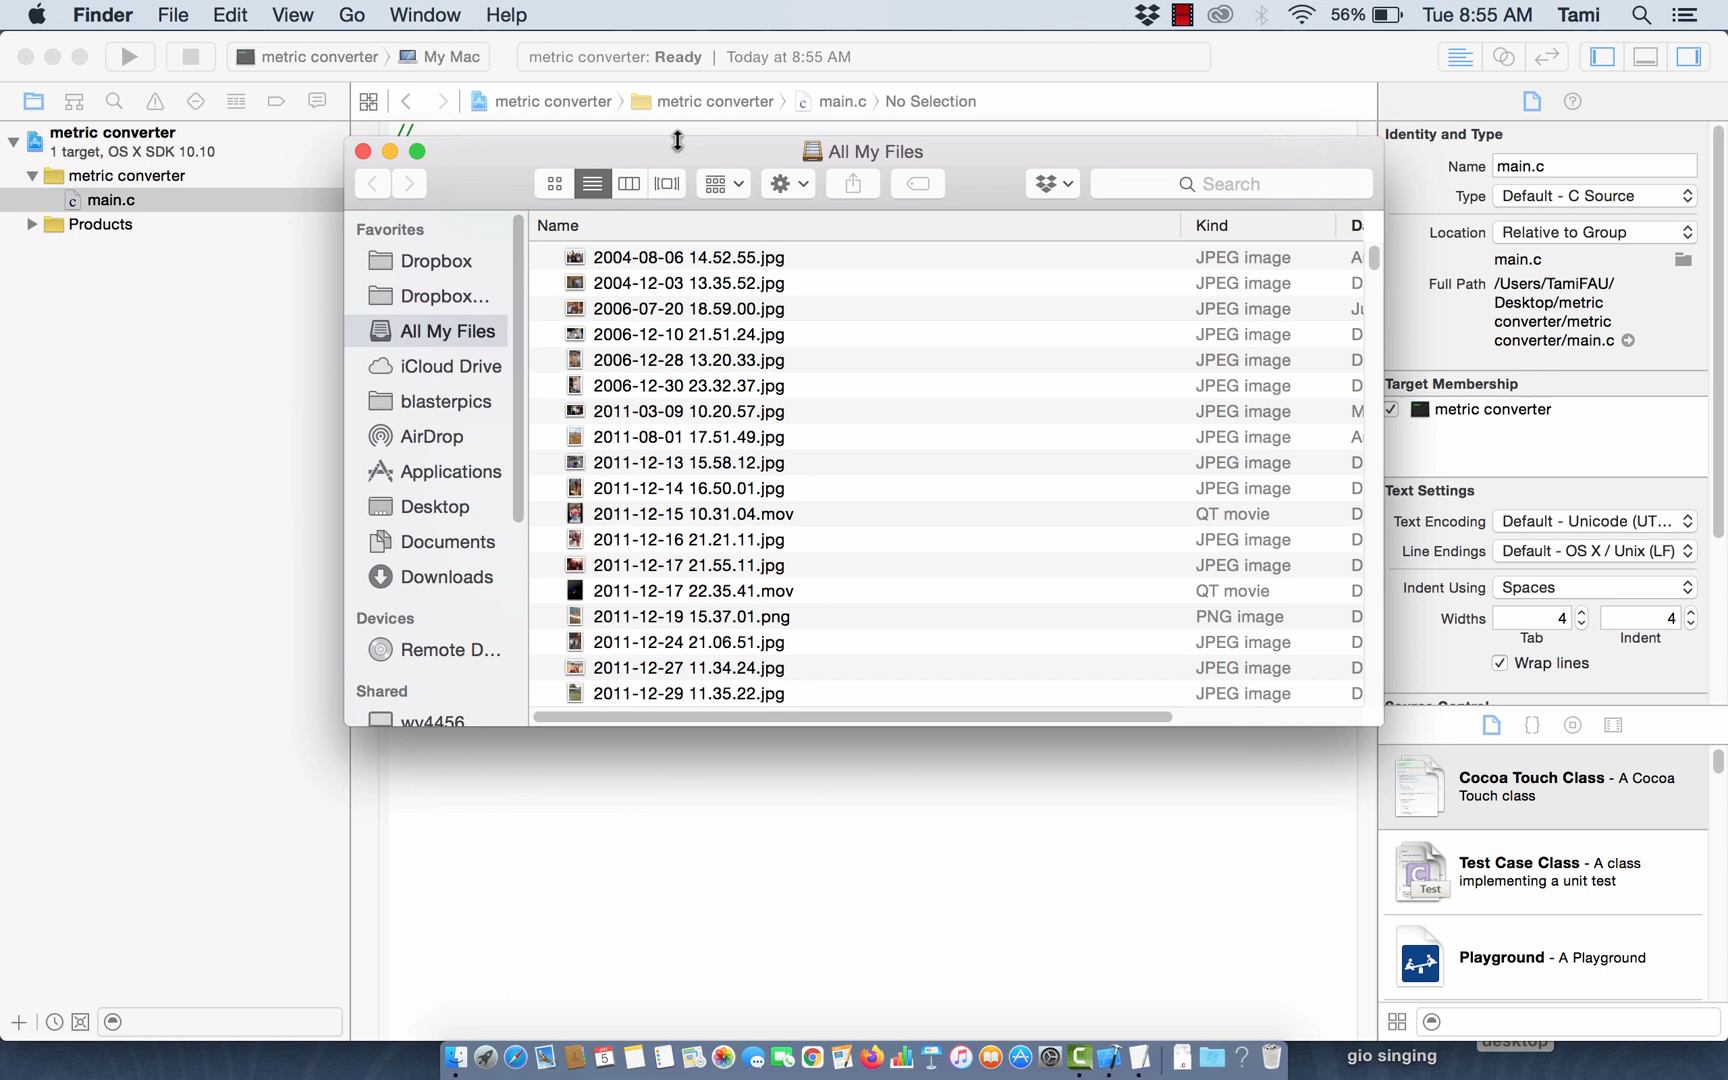 Finder File Edit View Go Window Help 56% Tue 8:55 AM Tami
metric converter My Mac metric converter: Ready | Today at 8:55 AM
metric converter metric converter main.c No Selection
metric converter
1 target, OS X SDK 10.10
metric converter
main.c
Products
//
All My Files
Search
Favorites
Dropbox
Dropbox...
All My Files
iCloud Drive
blasterpics
AirDrop
Applications
Desktop
Documents
Downloads
Devices
Remote D...
Shared
wv4456
Name Kind D
2004-08-06 14.52.55.jpg JPEG image A
2004-12-03 13.35.52.jpg JPEG image D
2006-07-20 18.59.00.jpg JPEG image Ju
2006-12-10 21.51.24.jpg JPEG image D
2006-12-28 13.20.33.jpg JPEG image D
2006-12-30 23.32.37.jpg JPEG image D
2011-03-09 10.20.57.jpg JPEG image M
2011-08-01 17.51.49.jpg JPEG image A
2011-12-13 15.58.12.jpg JPEG image D
2011-12-14 16.50.01.jpg JPEG image D
2011-12-15 10.31.04.mov QT movie D
2011-12-16 21.21.11.jpg JPEG image D
2011-12-17 21.55.11.jpg JPEG image D
2011-12-17 22.35.41.mov QT movie D
2011-12-19 15.37.01.png PNG image D
2011-12-24 21.06.51.jpg JPEG image D
2011-12-27 11.34.24.jpg JPEG image D
2011-12-29 11.35.22.jpg JPEG image D
Identity and Type
Name main.c
Type Default - C Source
Location Relative to Group
main.c
Full Path /Users/TamiFAU/
Desktop/metric
converter/metric
converter/main.c
Target Membership
metric converter
Text Settings
Text Encoding Default - Unicode (UT...
Line Endings Default - OS X / Unix (LF)
Indent Using Spaces
Widths 4 4
Tab Indent
Wrap lines
Source Control
Cocoa Touch Class - A Cocoa
Touch class
Test Case Class - A class
implementing a unit test
Test
Playground - A Playground
5
gio singing
desktop